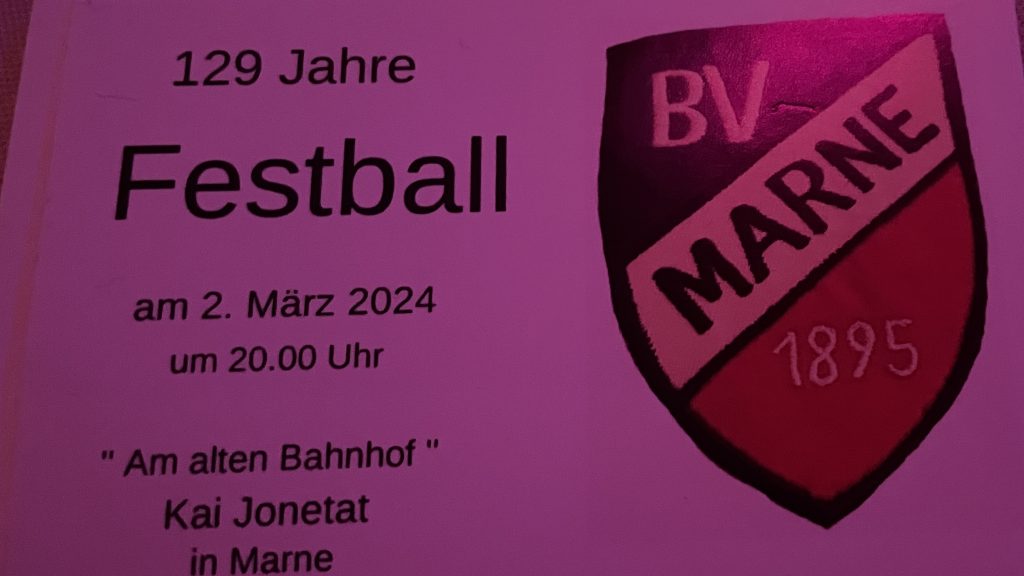 129 Jahre
Festball
am 2. März 2024
um 20.00 Uhr
" Am alten Bahnhof "
Kai Jonetat
in Marne
BV
MARNE
1895